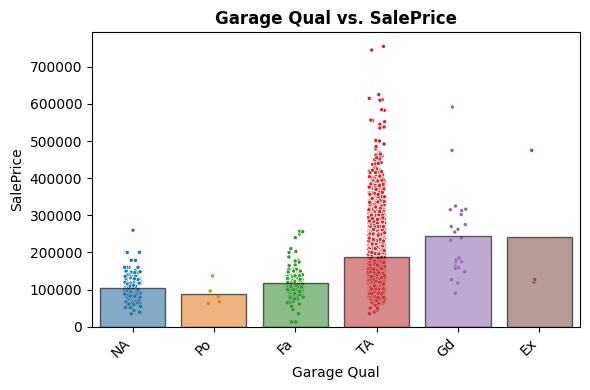 Garage Qual vs. SalePrice
700000
600000
500000
400000
300000
200000
100000
0
SalePrice
NA
Po
Fa
TA
Gd
Ex
Garage Qual